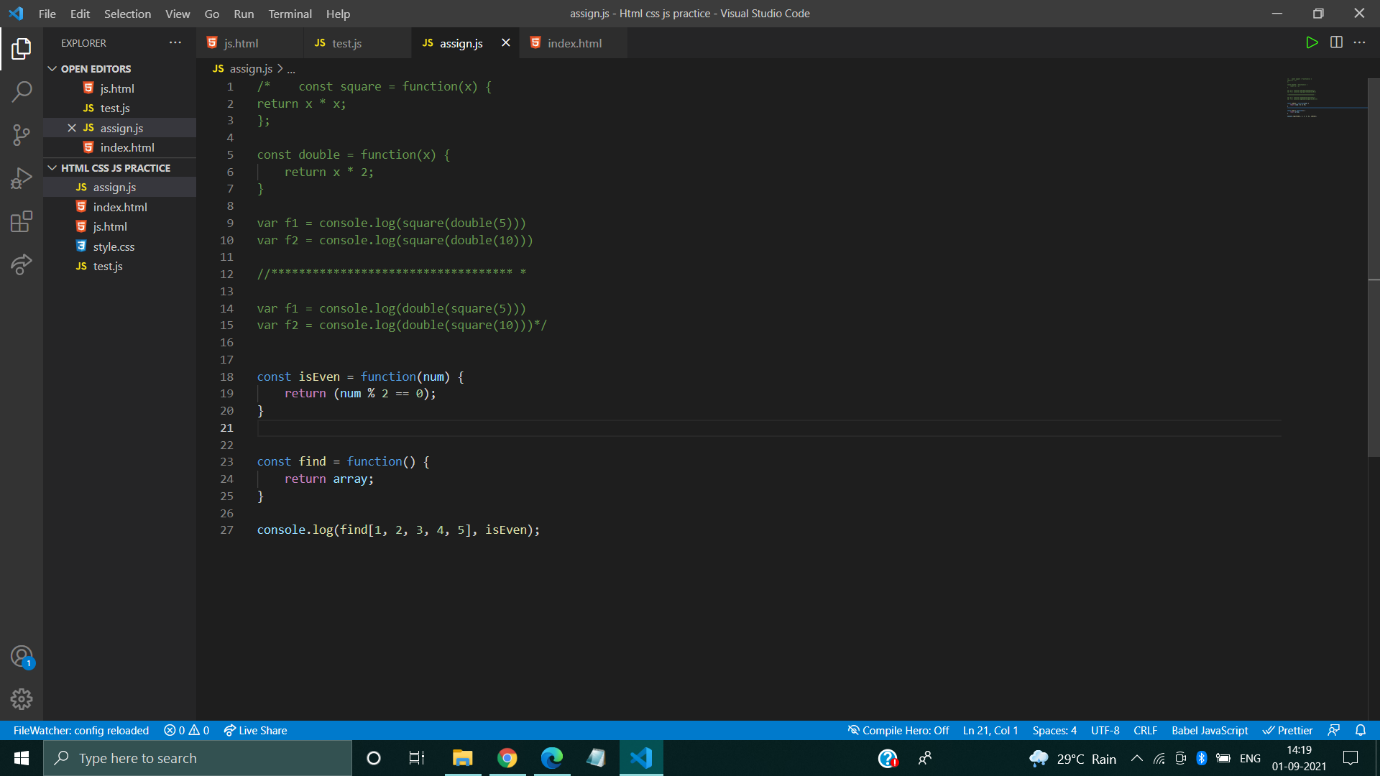 File Edit Selection View Go Run Terminal Help
assign.js - Html css js practice - Visual Studio Code
EXPLORER
OPEN EDITORS
js.html
JS test.js
JS assign.js
index.html
HTML CSS JS PRACTICE
JS assign.js
index.html
js.html
style.css
JS test.js
js.html JS test.js JS assign.js index.html
JS assign.js > ...
1 /*    const square = function(x) {
2 return x * x;
3 };
4
5 const double = function(x) {
6     return x * 2;
7 }
8
9 var f1 = console.log(square(double(5)))
10 var f2 = console.log(square(double(10)))
11
12 //*********************************** *
13
14 var f1 = console.log(double(square(5)))
15 var f2 = console.log(double(square(10)))*/
16
17
18 const isEven = function(num) {
19     return (num % 2 == 0);
20 }
21
22
23 const find = function() {
24     return array;
25 }
26
27 console.log(find[1, 2, 3, 4, 5], isEven);
1
FileWatcher: config reloaded 0 0 Live Share Compile Hero: Off Ln 21, Col 1 Spaces: 4 UTF-8 CRLF Babel JavaScript Prettier
Type here to search 29°C Rain ENG 14:19
01-09-2021